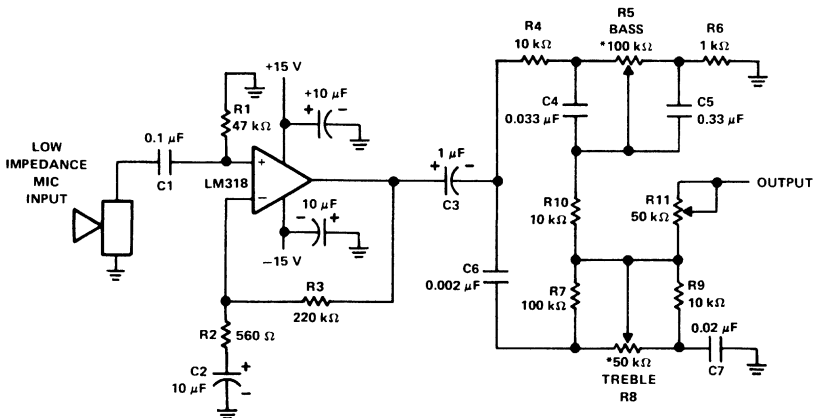 R5
BASS
*100 kΩ
R4
10 kΩ
R6
1 kΩ
+15 V
+10 μF
+
-
R1
47 kΩ
C4
0.033 μF
C5
0.33 μF
LOW
IMPEDANCE
MIC
INPUT
0.1 μF
C1
+
LM318
−
1 μF
+
-
C3
10 μF
-
+
−15 V
R10
10 kΩ
R11
50 kΩ
OUTPUT
C6
0.002 μF
R3
220 kΩ
R7
100 kΩ
R9
10 kΩ
R2
560 Ω
0.02 μF
C7
C2
10 μF
+
−
*50 kΩ
TREBLE
R8